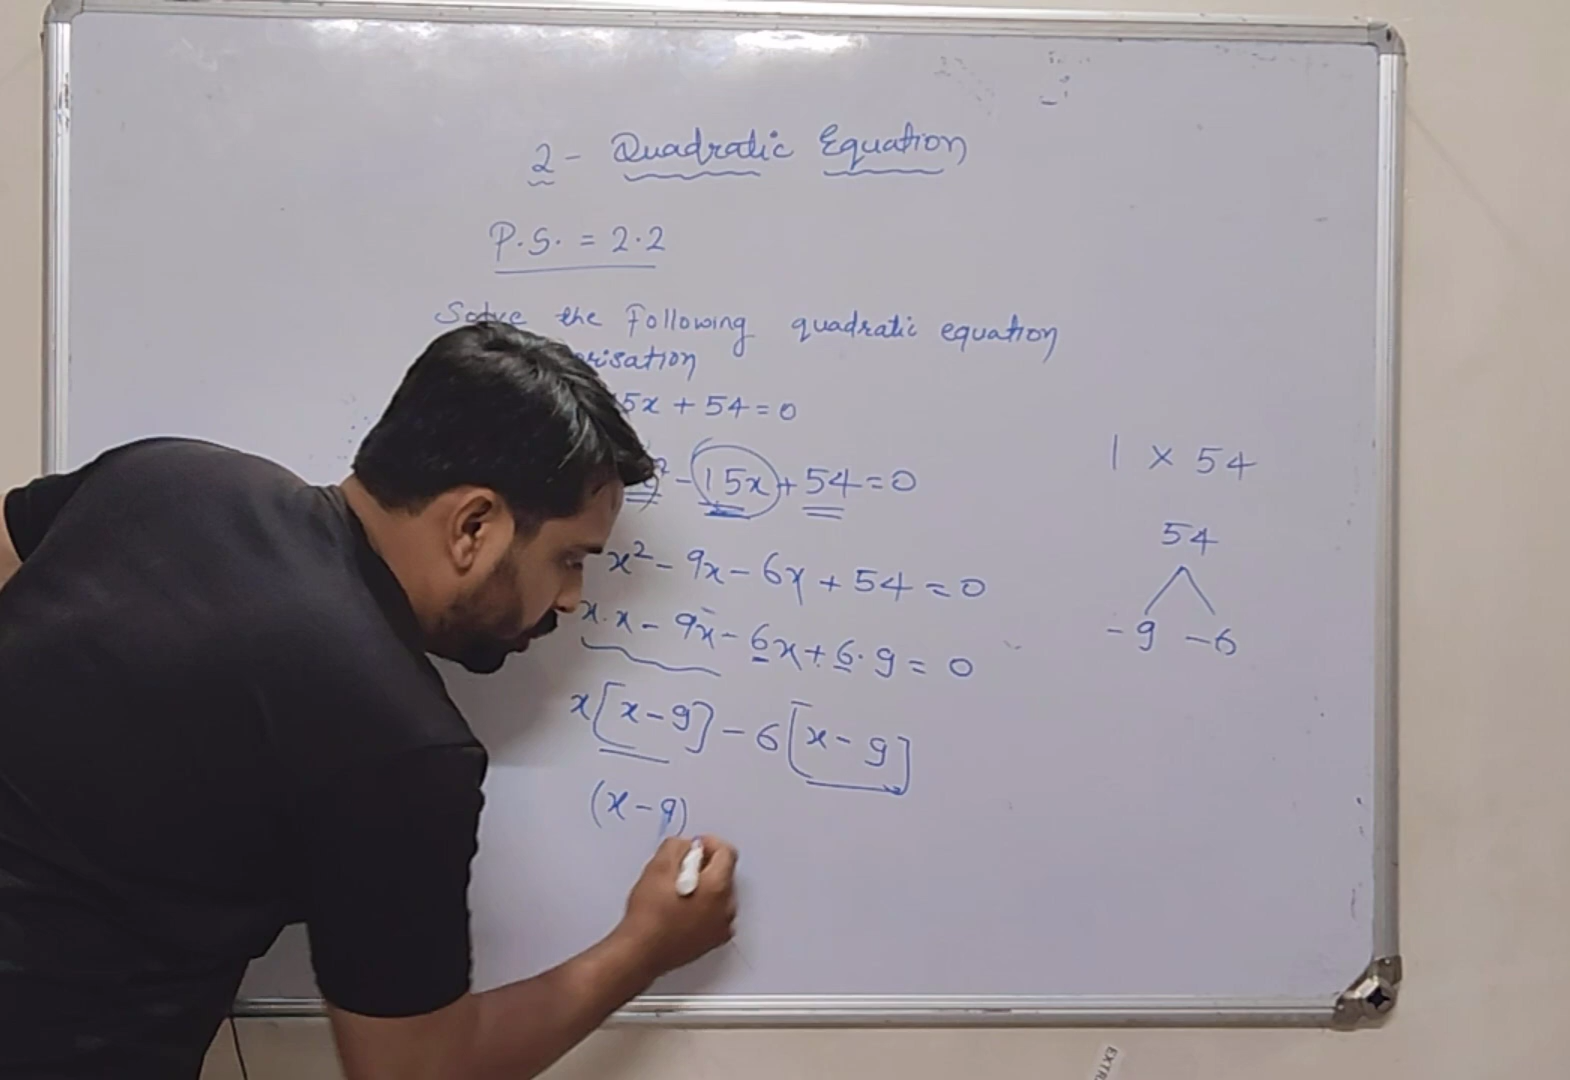 2 - Quadratic Equation
P.S. = 2.2
Solve the Following quadratic equation
5x + 54 = 0
- 15x + 54 = 0
x² - 9x - 6x + 54 = 0
x.x - 9x - 6x + 6.9 = 0
x[x-9] - 6[x-9]
(x-9)
1 x 54
54
-9 -6